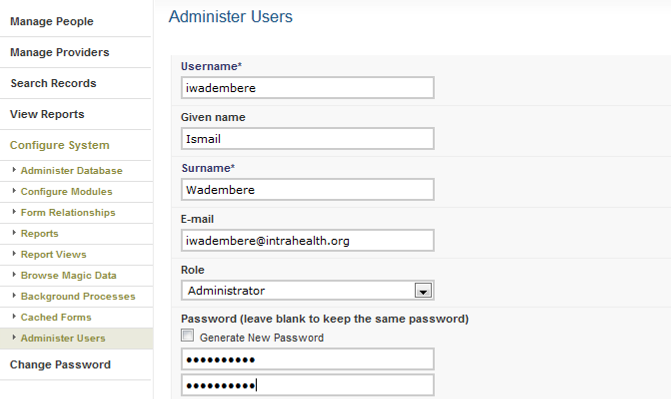 Manage People
Manage Providers
Search Records
View Reports
Configure System
Administer Database
Configure Modules
Form Relationships
Reports
Report Views
Browse Magic Data
Background Processes
Cached Forms
Administer Users
Change Password
Administer Users
Username*
iwadembere
Given name
Ismail
Surname*
Wadembere
E-mail
iwadembere@intrahealth.org
Role
Administrator
Password (leave blank to keep the same password)
Generate New Password
••••••••••
••••••••••